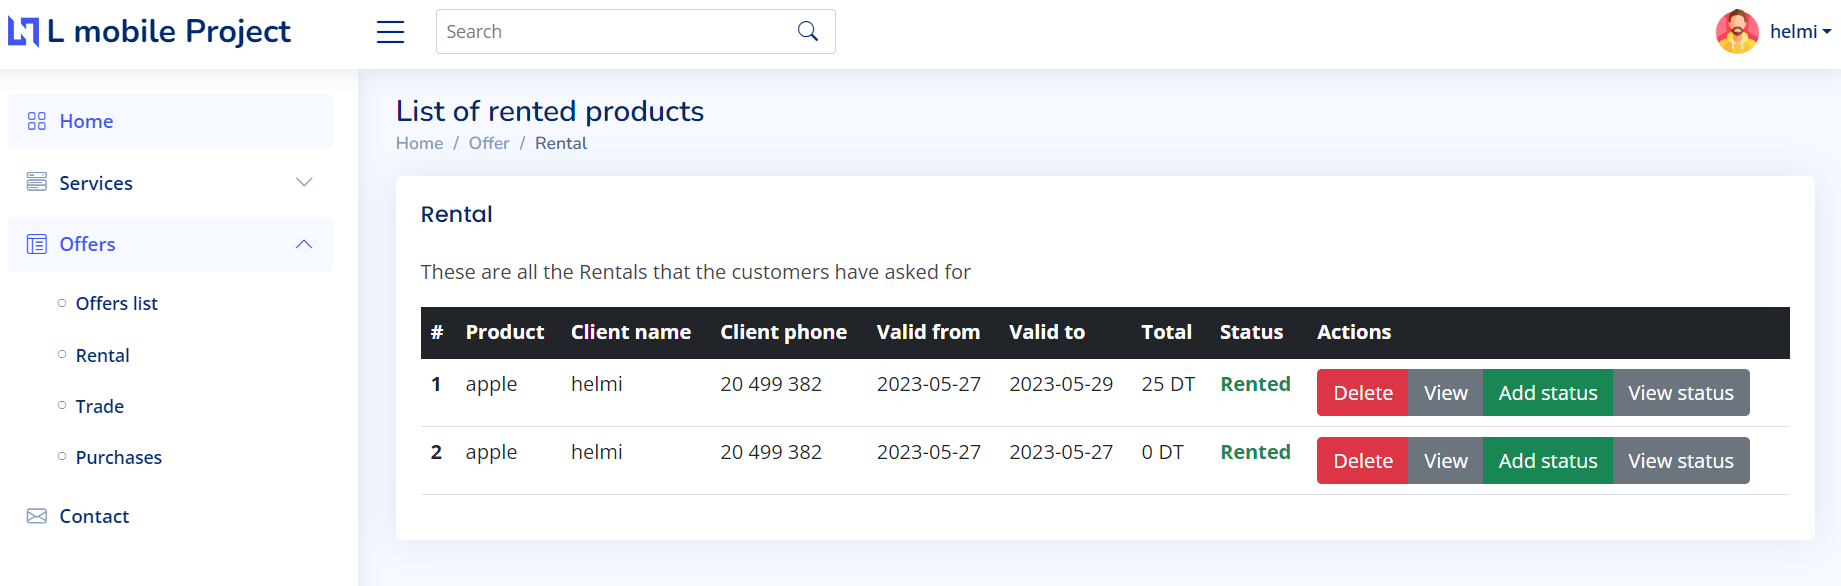 L mobile Project
Search
helmi
Home
Services
Offers
Offers list
Rental
Trade
Purchases
Contact
List of rented products
Home / Offer / Rental
Rental
These are all the Rentals that the customers have asked for
# Product Client name Client phone Valid from Valid to Total Status Actions
1 apple helmi 20 499 382 2023-05-27 2023-05-29 25 DT Rented Delete View Add status View status
2 apple helmi 20 499 382 2023-05-27 2023-05-27 0 DT Rented Delete View Add status View status